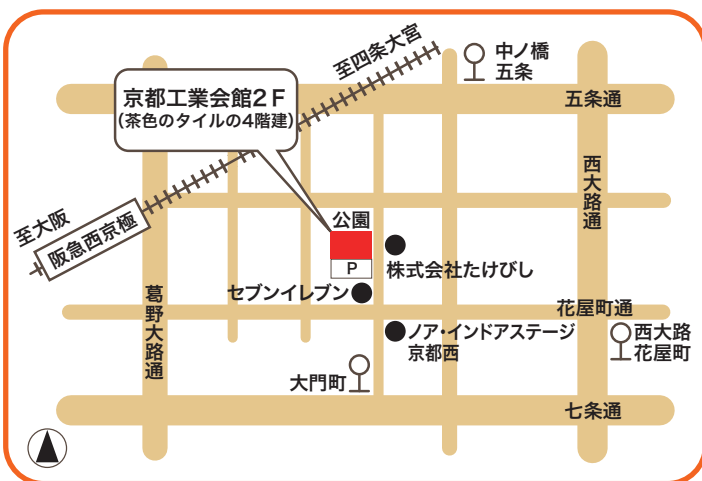 至四条大宮
中ノ橋
五条
京都工業会館2F
(茶色のタイルの4階建)
五条通
西大路通
至大阪
阪急西京極
公園
P
株式会社たけびし
セブンイレブン
葛野大路通
花屋町通
ノア・インドアステージ
京都西
西大路
花屋町
大門町
七条通